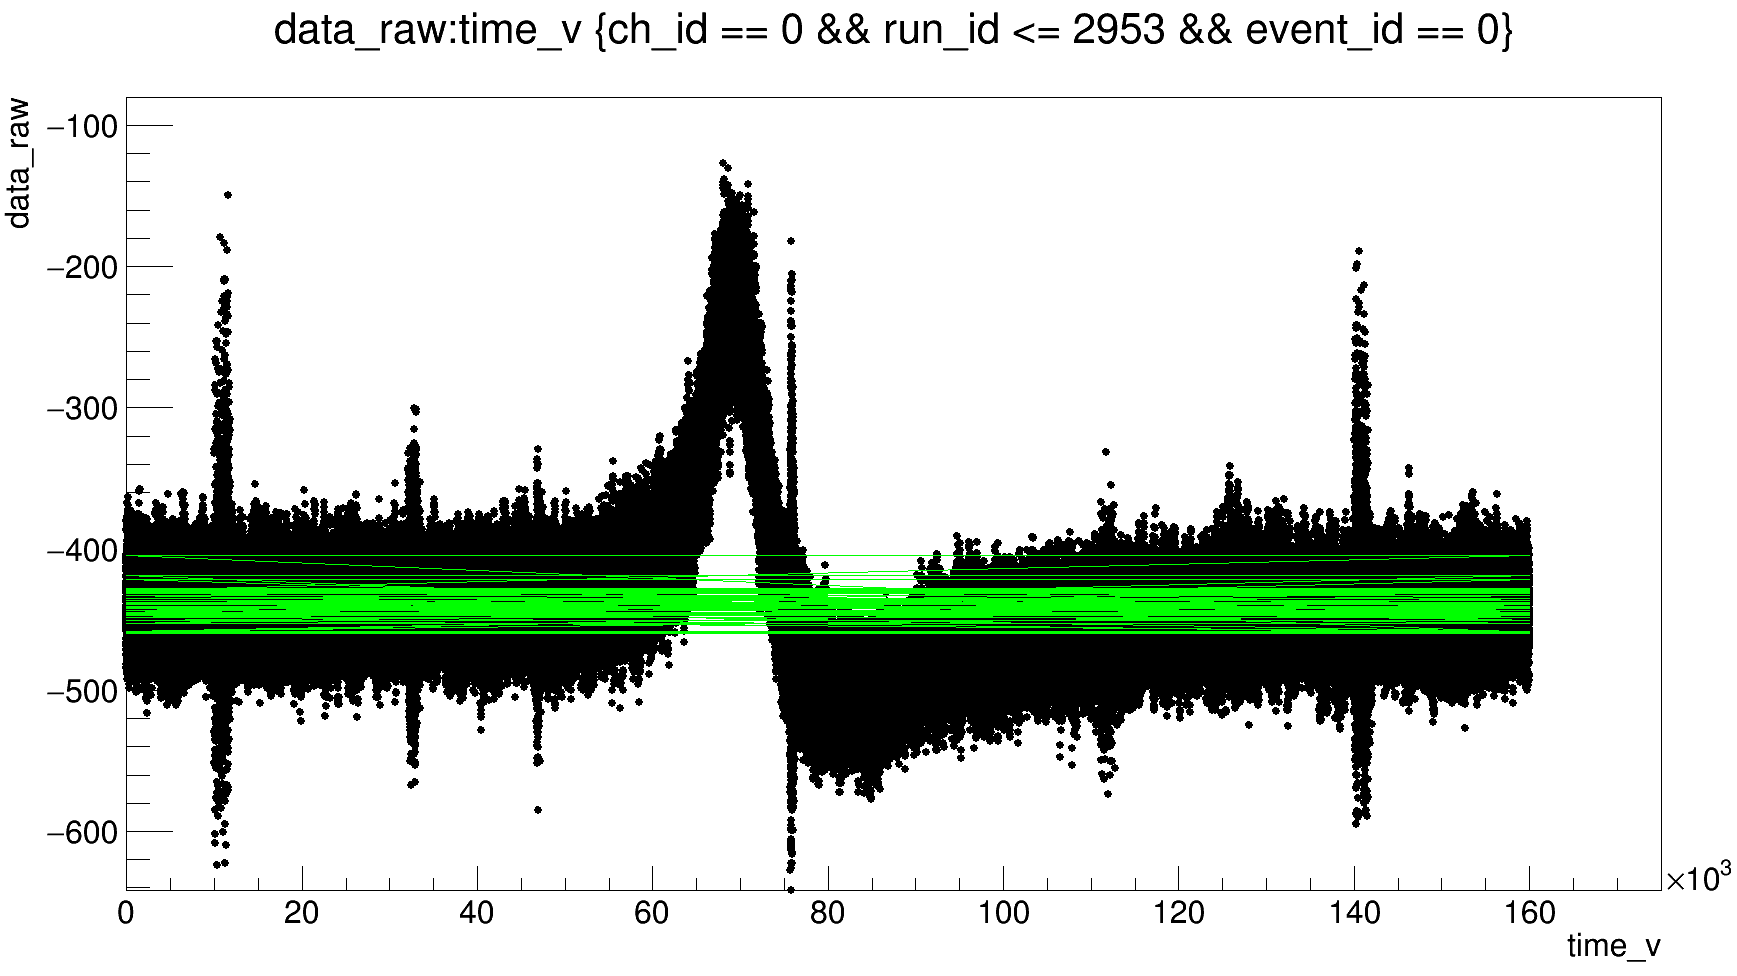 data_raw:time_v {ch_id == 0 && run_id <= 2953 && event_id == 0}
data_raw
−100
−200
−300
−400
−500
−600
0 20 40 60 80 100 120 140 160
×10³
time_v